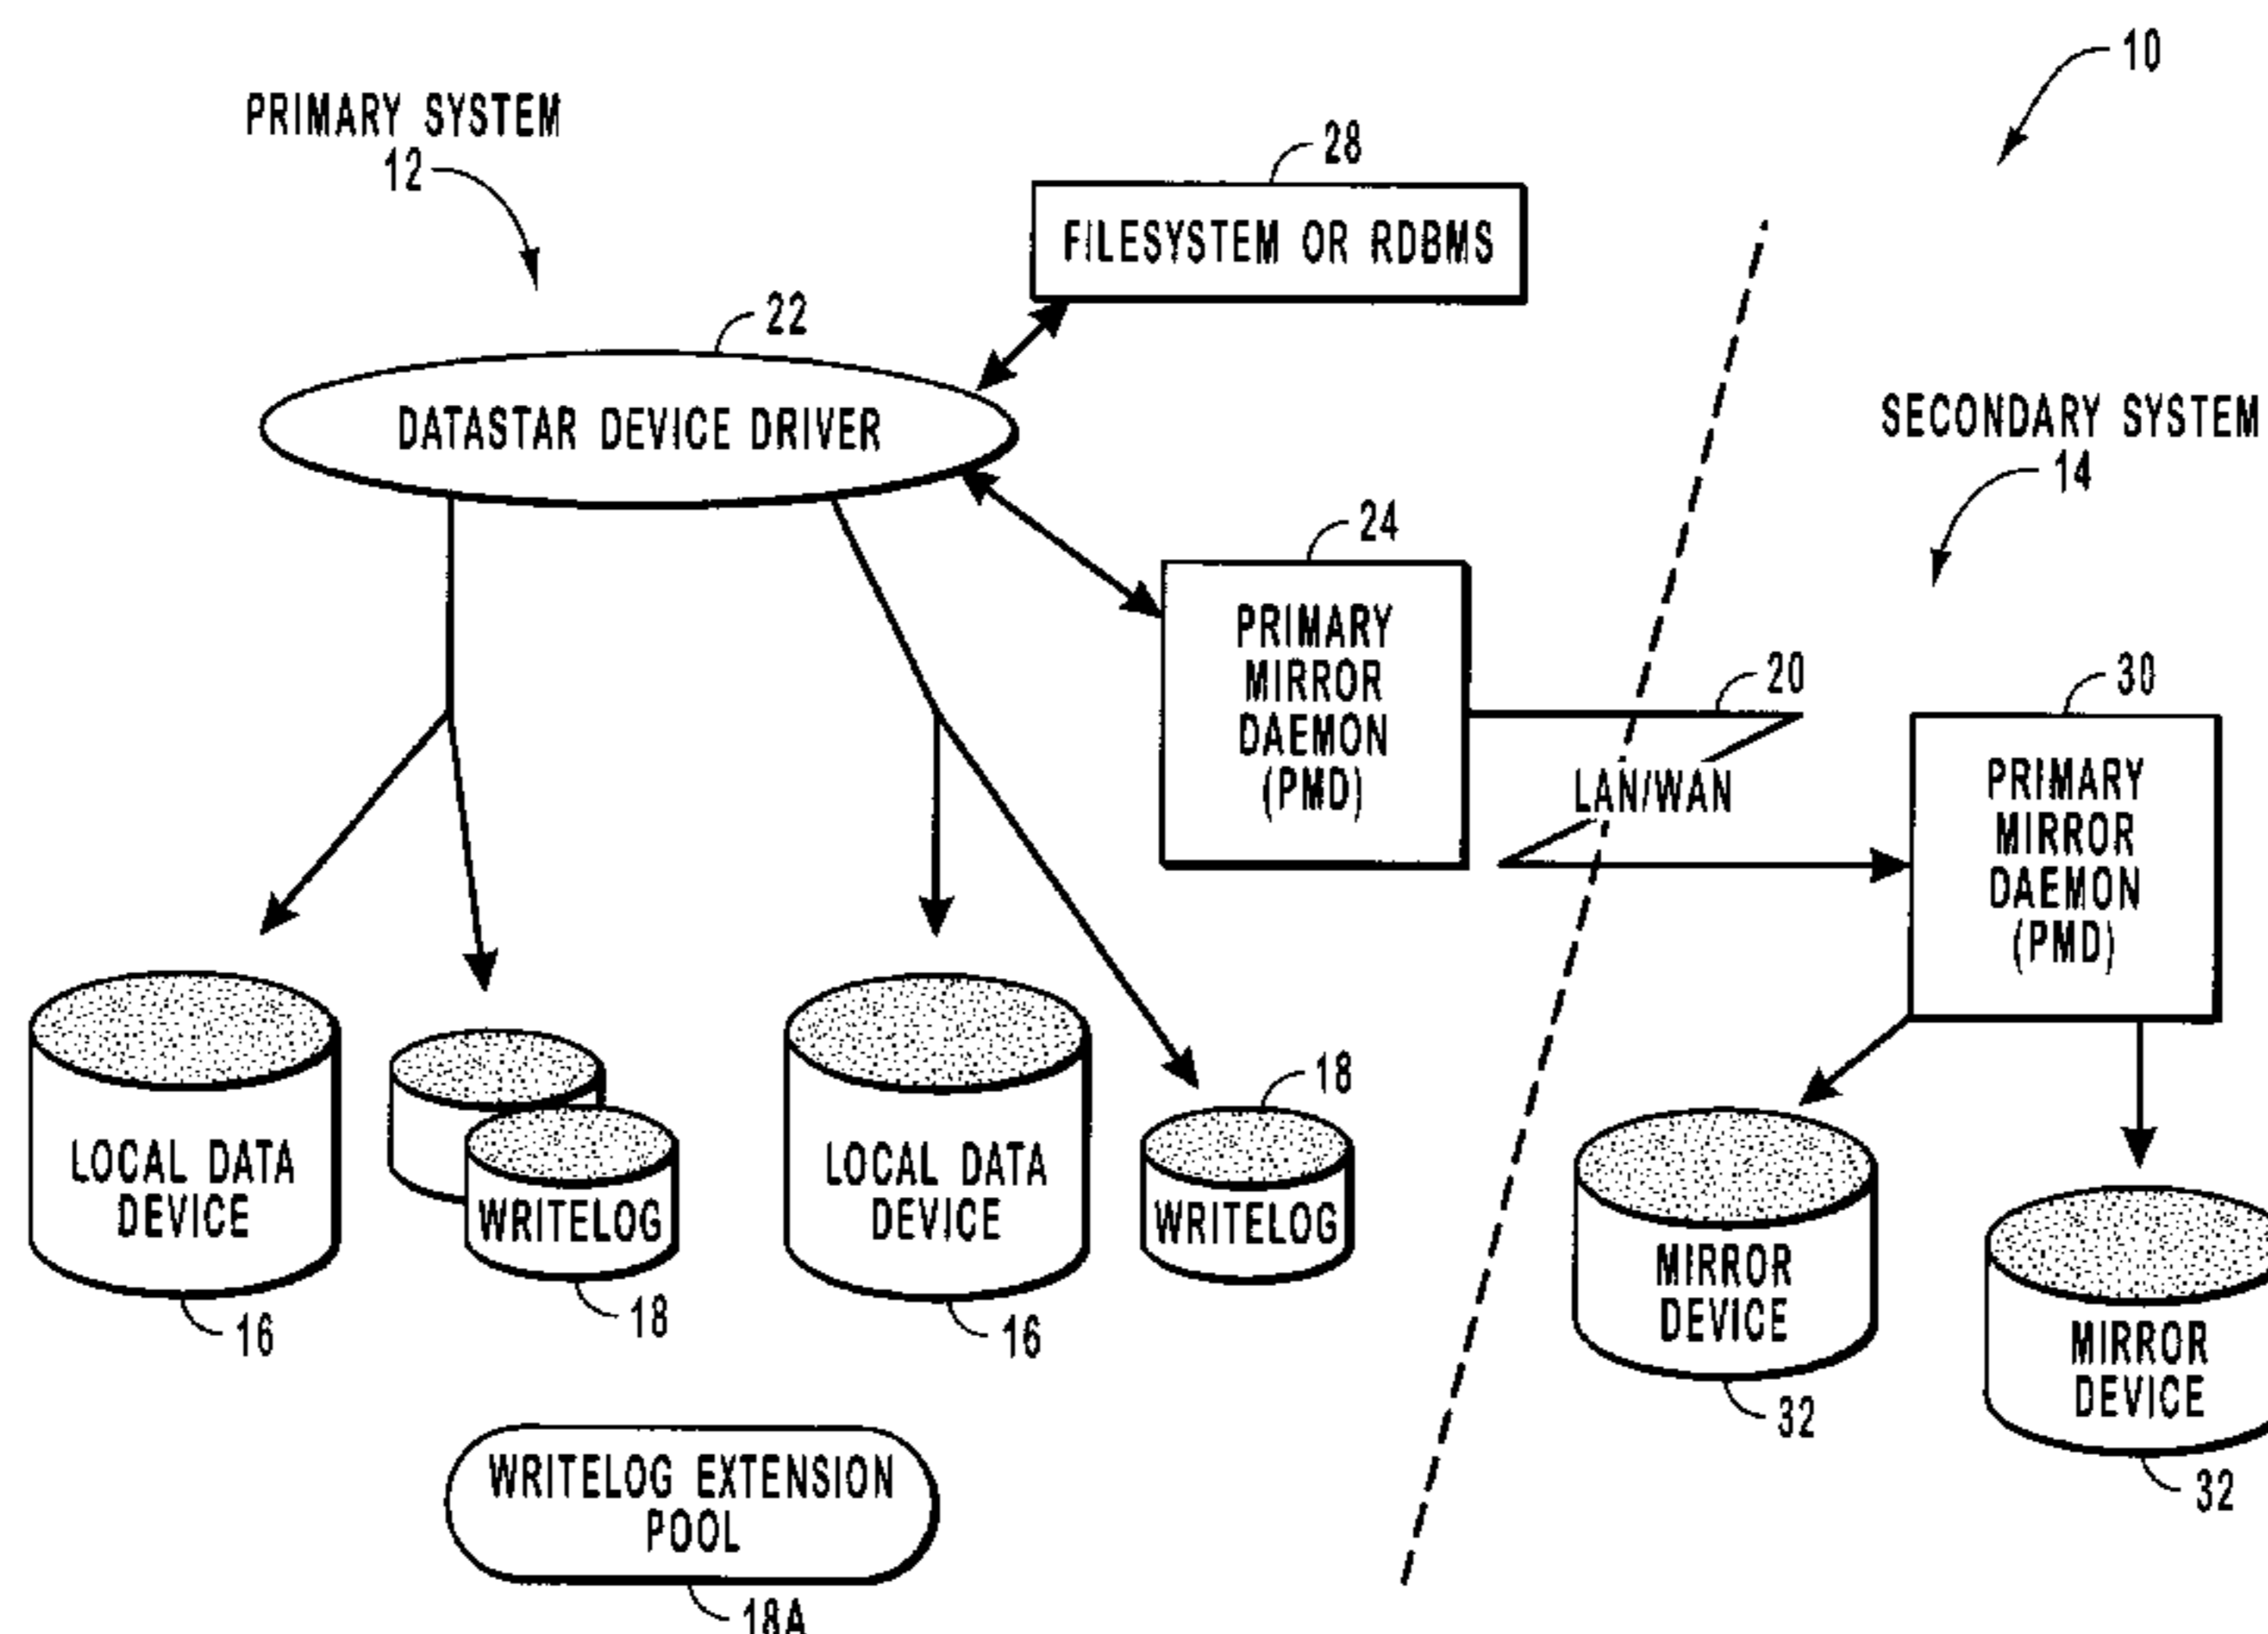 10
PRIMARY SYSTEM
12
28
FILESYSTEM OR RDBMS
22
DATASTAR DEVICE DRIVER
SECONDARY SYSTEM
14
24
PRIMARY
MIRROR
DAEMON
(PMD)
20
LAN/WAN
30
PRIMARY
MIRROR
DAEMON
(PMD)
LOCAL DATA
DEVICE
16
WRITELOG
18
LOCAL DATA
DEVICE
16
18
WRITELOG
MIRROR
DEVICE
32
MIRROR
DEVICE
32
WRITELOG EXTENSION
POOL
18A